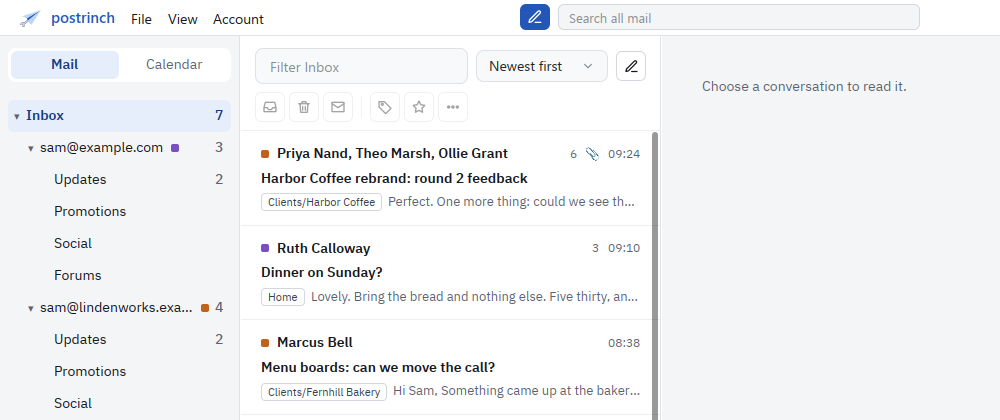 postrinch File View Account
Search all mail
Mail Calendar
Inbox 7
sam@example.com 3
Updates 2
Promotions
Social
Forums
sam@lindenworks.exa... 4
Updates 2
Promotions
Social
Filter Inbox Newest first
Priya Nand, Theo Marsh, Ollie Grant 6 09:24
Harbor Coffee rebrand: round 2 feedback
Clients/Harbor Coffee Perfect. One more thing: could we see th...
Ruth Calloway 3 09:10
Dinner on Sunday?
Home Lovely. Bring the bread and nothing else. Five thirty, an...
Marcus Bell 08:38
Menu boards: can we move the call?
Clients/Fernhill Bakery Hi Sam, Something came up at the baker...
Choose a conversation to read it.